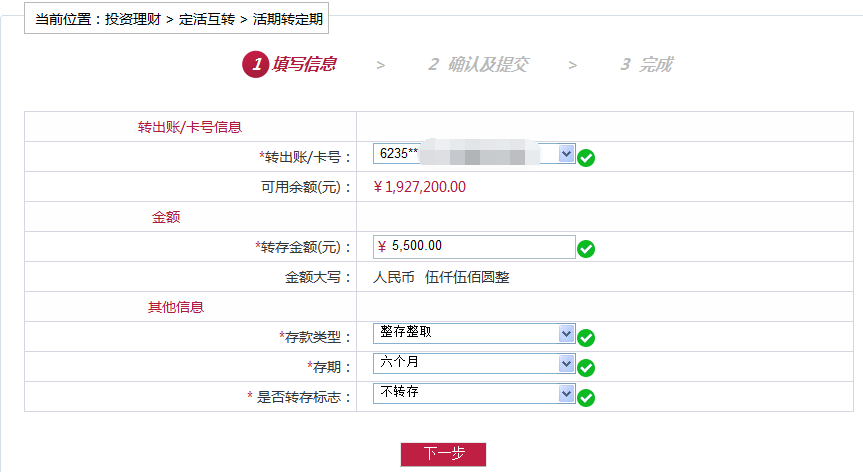 当前位置：投资理财 > 定活互转 > 活期转定期
1 填写信息 > 2 确认及提交 > 3 完成
转出账/卡号信息
*转出账/卡号： 6235**
可用余额(元)： ￥1,927,200.00
金额
*转存金额(元)： ￥ 5,500.00
金额大写： 人民币 伍仟伍佰圆整
其他信息
*存款类型： 整存整取
*存期： 六个月
* 是否转存标志： 不转存
下一步